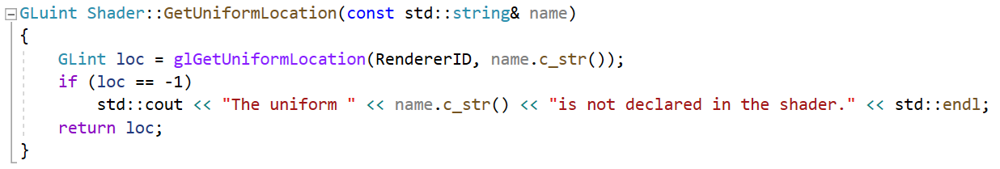 GLuint Shader::GetUniformLocation(const std::string& name)
{
GLint loc = glGetUniformLocation(RendererID, name.c_str());
if (loc == -1)
std::cout << "The uniform " << name.c_str() << "is not declared in the shader." << std::endl;
return loc;
}